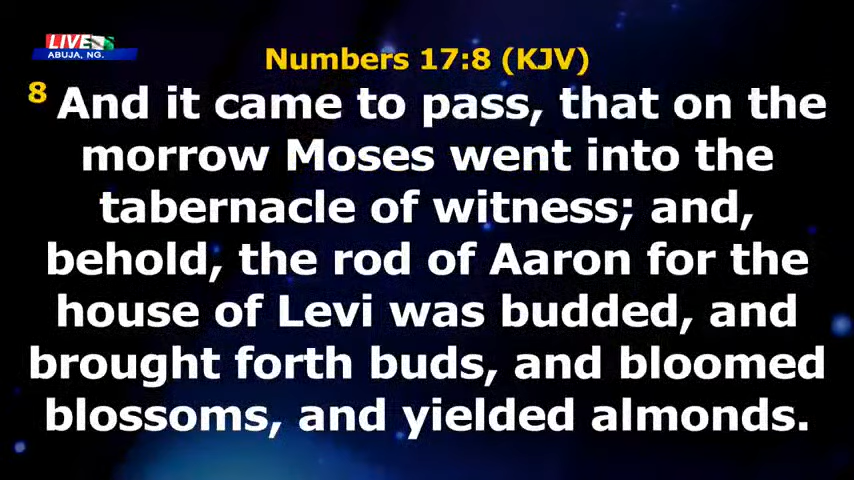 LIVE
ABUJA, NG.
Numbers 17:8 (KJV)
8 And it came to pass, that on the
morrow Moses went into the
tabernacle of witness; and,
behold, the rod of Aaron for the
house of Levi was budded, and
brought forth buds, and bloomed
blossoms, and yielded almonds.